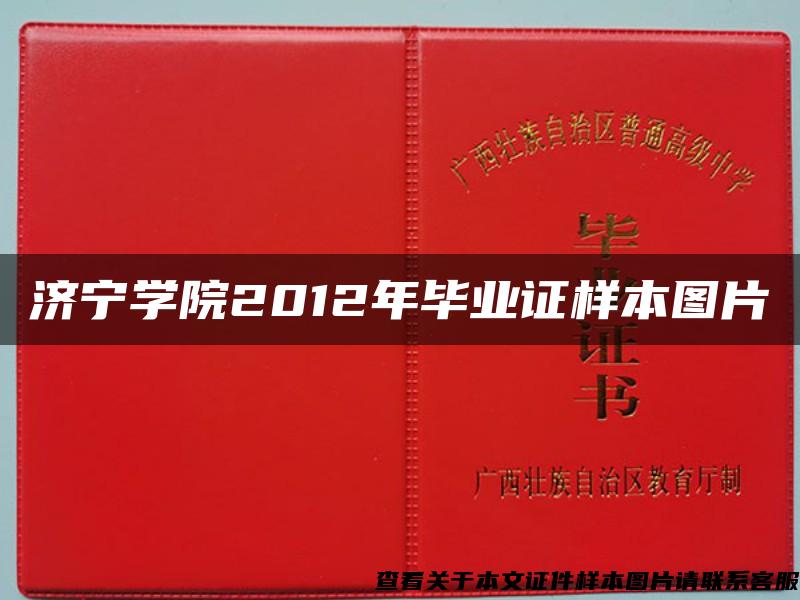 广西壮族自治区普通高级中学
毕业证书
济宁学院2012年毕业证样本图片
广西壮族自治区教育厅制
查看关于本文证件样本图片请联系客服